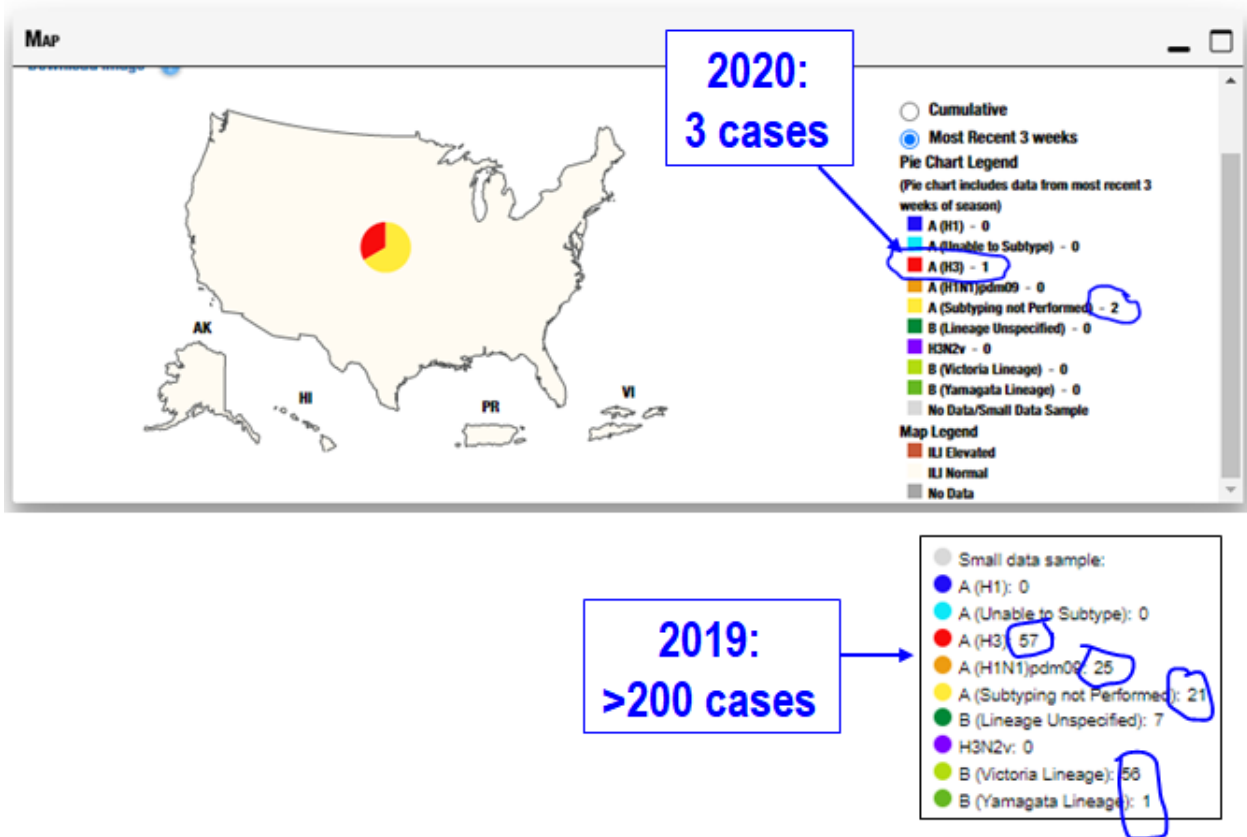 MAP
2020:
3 cases
Cumulative
Most Recent 3 weeks
Pie Chart Legend
(Pie chart includes data from most recent 3
weeks of season)
A (H1) - 0
A (Unable to Subtype) - 0
A (H3) - 1
A (H1N1)pdm09 - 0
A (Subtyping not Performed) - 2
B (Lineage Unspecified) - 0
H3N2v - 0
B (Victoria Lineage) - 0
B (Yamagata Lineage) - 0
No Data/Small Data Sample
Map Legend
ILI Elevated
ILI Normal
No Data
AK
HI
PR
VI
2019:
>200 cases
Small data sample:
A (H1): 0
A (Unable to Subtype): 0
A (H3): 57
A (H1N1)pdm09: 25
A (Subtyping not Performed): 21
B (Lineage Unspecified): 7
H3N2v: 0
B (Victoria Lineage): 56
B (Yamagata Lineage): 1